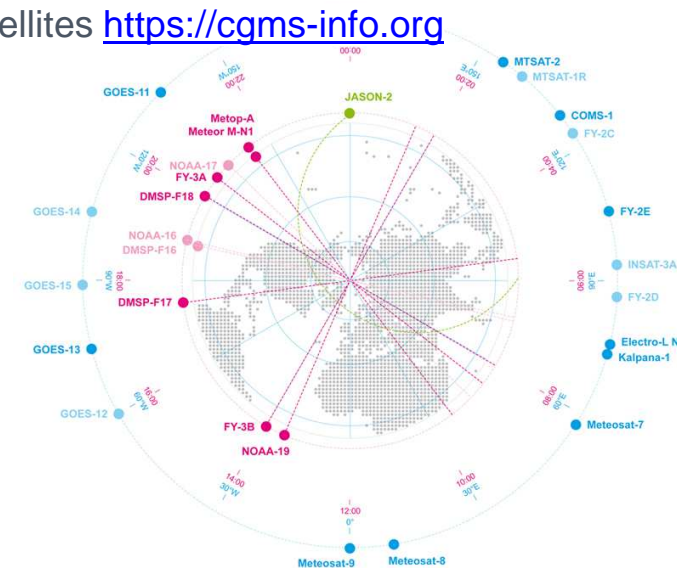 ellites https://cgms-info.org
00:00
150°W
22:00
150°E
02:00
MTSAT-2
MTSAT-1R
GOES-11
JASON-2
Metop-A
Meteor M-N1
COMS-1
FY-2C
120°W
20:00
120°E
04:00
NOAA-17
FY-3A
DMSP-F18
GOES-14
FY-2E
NOAA-16
DMSP-F16
INSAT-3A
GOES-15
90°W
18:00
06:00
90°E
FY-2D
DMSP-F17
GOES-13
Electro-L N
Kalpana-1
16:00
60°W
08:00
60°E
GOES-12
Meteosat-7
FY-3B
NOAA-19
14:00
30°W
10:00
30°E
12:00
0°
Meteosat-9
Meteosat-8